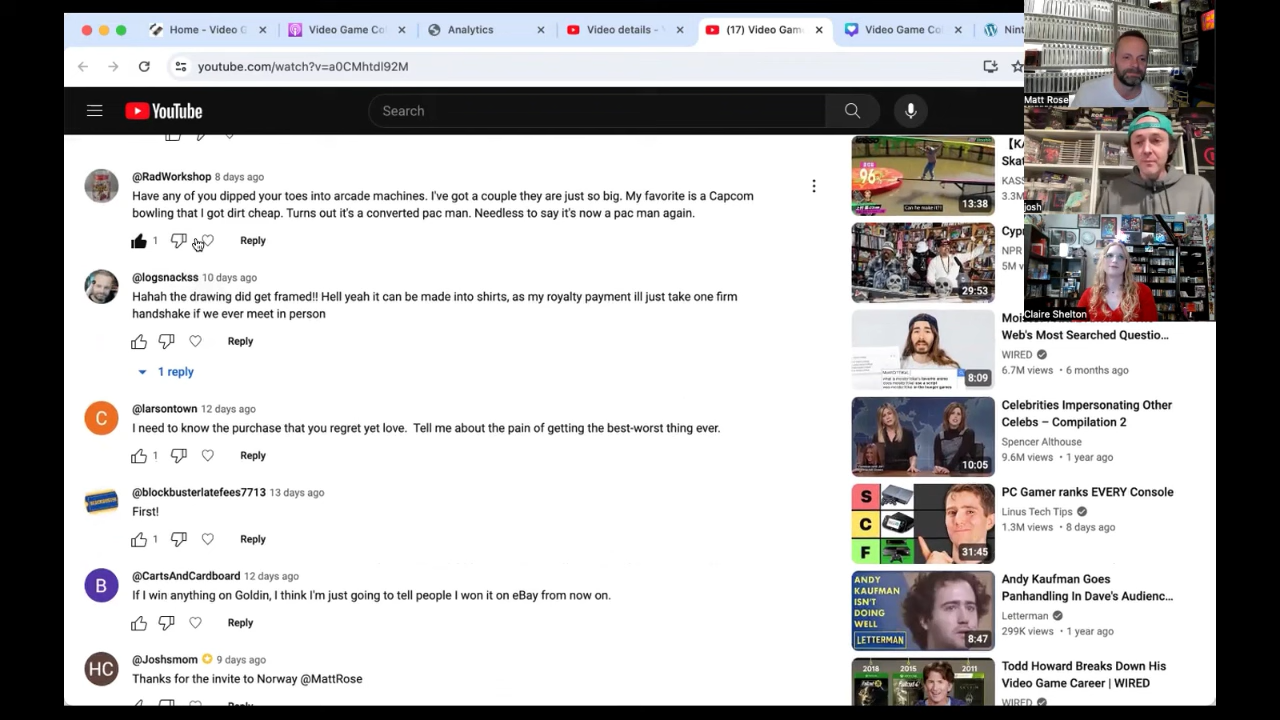 Home - Video G
Video Game Co
Analytics
Video details -
(17) Video Gam
Video Game Co
Nint
youtube.com/watch?v=a0CMhtdI92M
YouTube
Search
@RadWorkshop 8 days ago
Have any of you dipped your toes into arcade machines. I've got a couple they are just so big. My favorite is a Capcom
bowling that I got dirt cheap. Turns out it's a converted pac man. Needless to say it's now a pac man again.
1
Reply
@logsnackss 10 days ago
Hahah the drawing did get framed!! Hell yeah it can be made into shirts, as my royalty payment ill just take one firm
handshake if we ever meet in person
Reply
1 reply
C
@larsontown 12 days ago
I need to know the purchase that you regret yet love. Tell me about the pain of getting the best-worst thing ever.
1
Reply
@blockbusterlatefees7713 13 days ago
First!
1
Reply
B
@CartsAndCardboard 12 days ago
If I win anything on Goldin, I think I'm just going to tell people I won it on eBay from now on.
Reply
HC
@Joshsmom 9 days ago
Thanks for the invite to Norway @MattRose
Matt Rose
josh
Claire Shelton
96
Can he make it!!
13:38
【KA
Skat
KASS
3.3M
29:53
Cypr
NPR
5M v
8:09
Web's Most Searched Questio...
WIRED
6.7M views • 6 months ago
10:05
Celebrities Impersonating Other
Celebs – Compilation 2
Spencer Althouse
9.6M views • 1 year ago
S
C
F
31:45
PC Gamer ranks EVERY Console
Linus Tech Tips
1.3M views • 8 days ago
ANDY
KAUFMAN
ISN'T
DOING
WELL
LETTERMAN
8:47
Andy Kaufman Goes
Panhandling In Dave's Audienc...
Letterman
299K views • 1 year ago
2018
2015
2011
Todd Howard Breaks Down His
Video Game Career | WIRED
WIRED